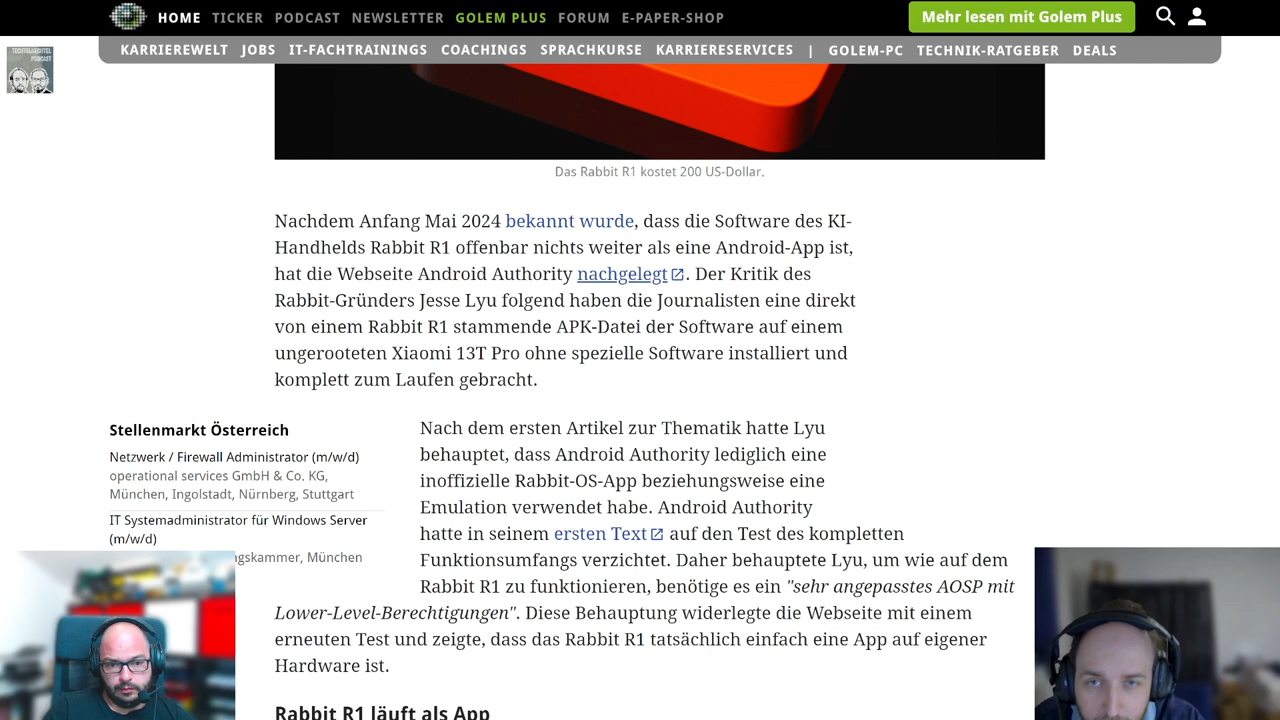 HOME TICKER PODCAST NEWSLETTER GOLEM PLUS FORUM E-PAPER-SHOP Mehr lesen mit Golem Plus
KARRIEREWELT JOBS IT-FACHTRAININGS COACHINGS SPRACHKURSE KARRIERESERVICES | GOLEM-PC TECHNIK-RATGEBER DEALS
TECHTELMECHTEL
PODCAST
Das Rabbit R1 kostet 200 US-Dollar.
Nachdem Anfang Mai 2024 bekannt wurde, dass die Software des KI-
Handhelds Rabbit R1 offenbar nichts weiter als eine Android-App ist,
hat die Webseite Android Authority nachgelegt. Der Kritik des
Rabbit-Gründers Jesse Lyu folgend haben die Journalisten eine direkt
von einem Rabbit R1 stammende APK-Datei der Software auf einem
ungerooteten Xiaomi 13T Pro ohne spezielle Software installiert und
komplett zum Laufen gebracht.
Stellenmarkt Österreich
Netzwerk / Firewall Administrator (m/w/d)
operational services GmbH & Co. KG,
München, Ingolstadt, Nürnberg, Stuttgart
IT Systemadministrator für Windows Server
(m/w/d)
ngskammer, München
Nach dem ersten Artikel zur Thematik hatte Lyu
behauptet, dass Android Authority lediglich eine
inoffizielle Rabbit-OS-App beziehungsweise eine
Emulation verwendet habe. Android Authority
hatte in seinem ersten Text auf den Test des kompletten
Funktionsumfangs verzichtet. Daher behauptete Lyu, um wie auf dem
Rabbit R1 zu funktionieren, benötige es ein "sehr angepasstes AOSP mit
Lower-Level-Berechtigungen". Diese Behauptung widerlegte die Webseite mit einem
erneuten Test und zeigte, dass das Rabbit R1 tatsächlich einfach eine App auf eigener
Hardware ist.
Rabbit R1 läuft als App